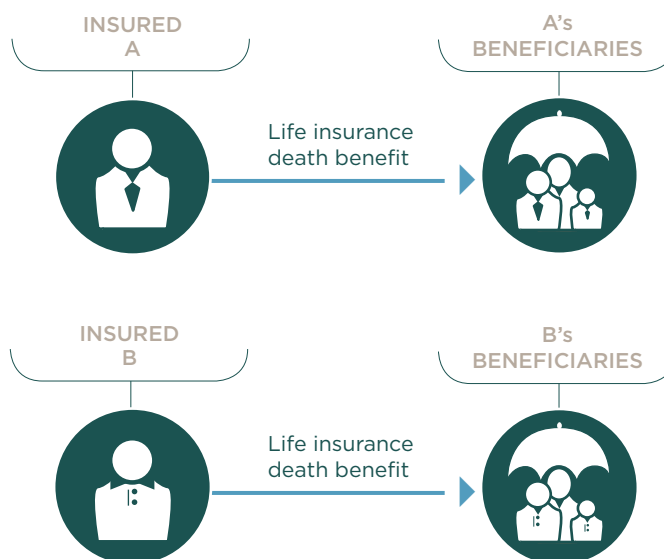 INSURED
A
A's
BENEFICIARIES
Life insurance
death benefit
INSURED
B
B's
BENEFICIARIES
Life insurance
death benefit